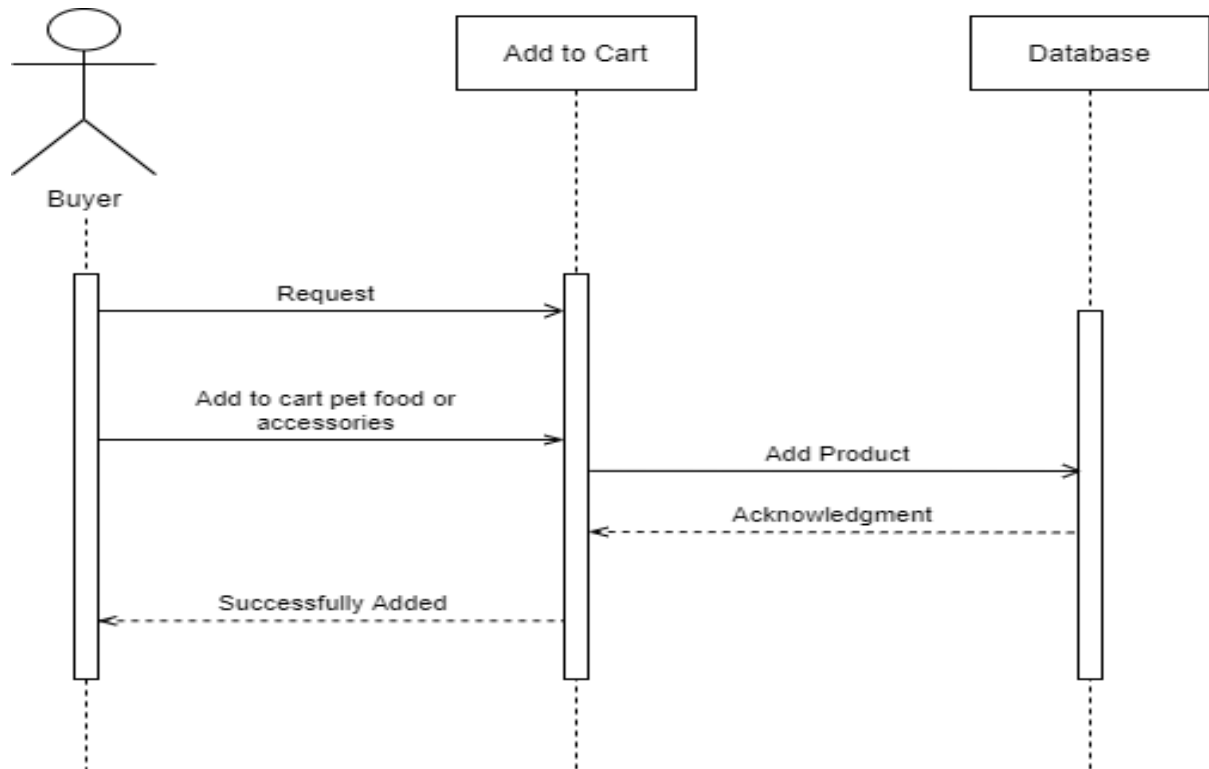 Add to Cart
Database
Buyer
Request
Add to cart pet food or
accessories
Add Product
Acknowledgment
Successfully Added